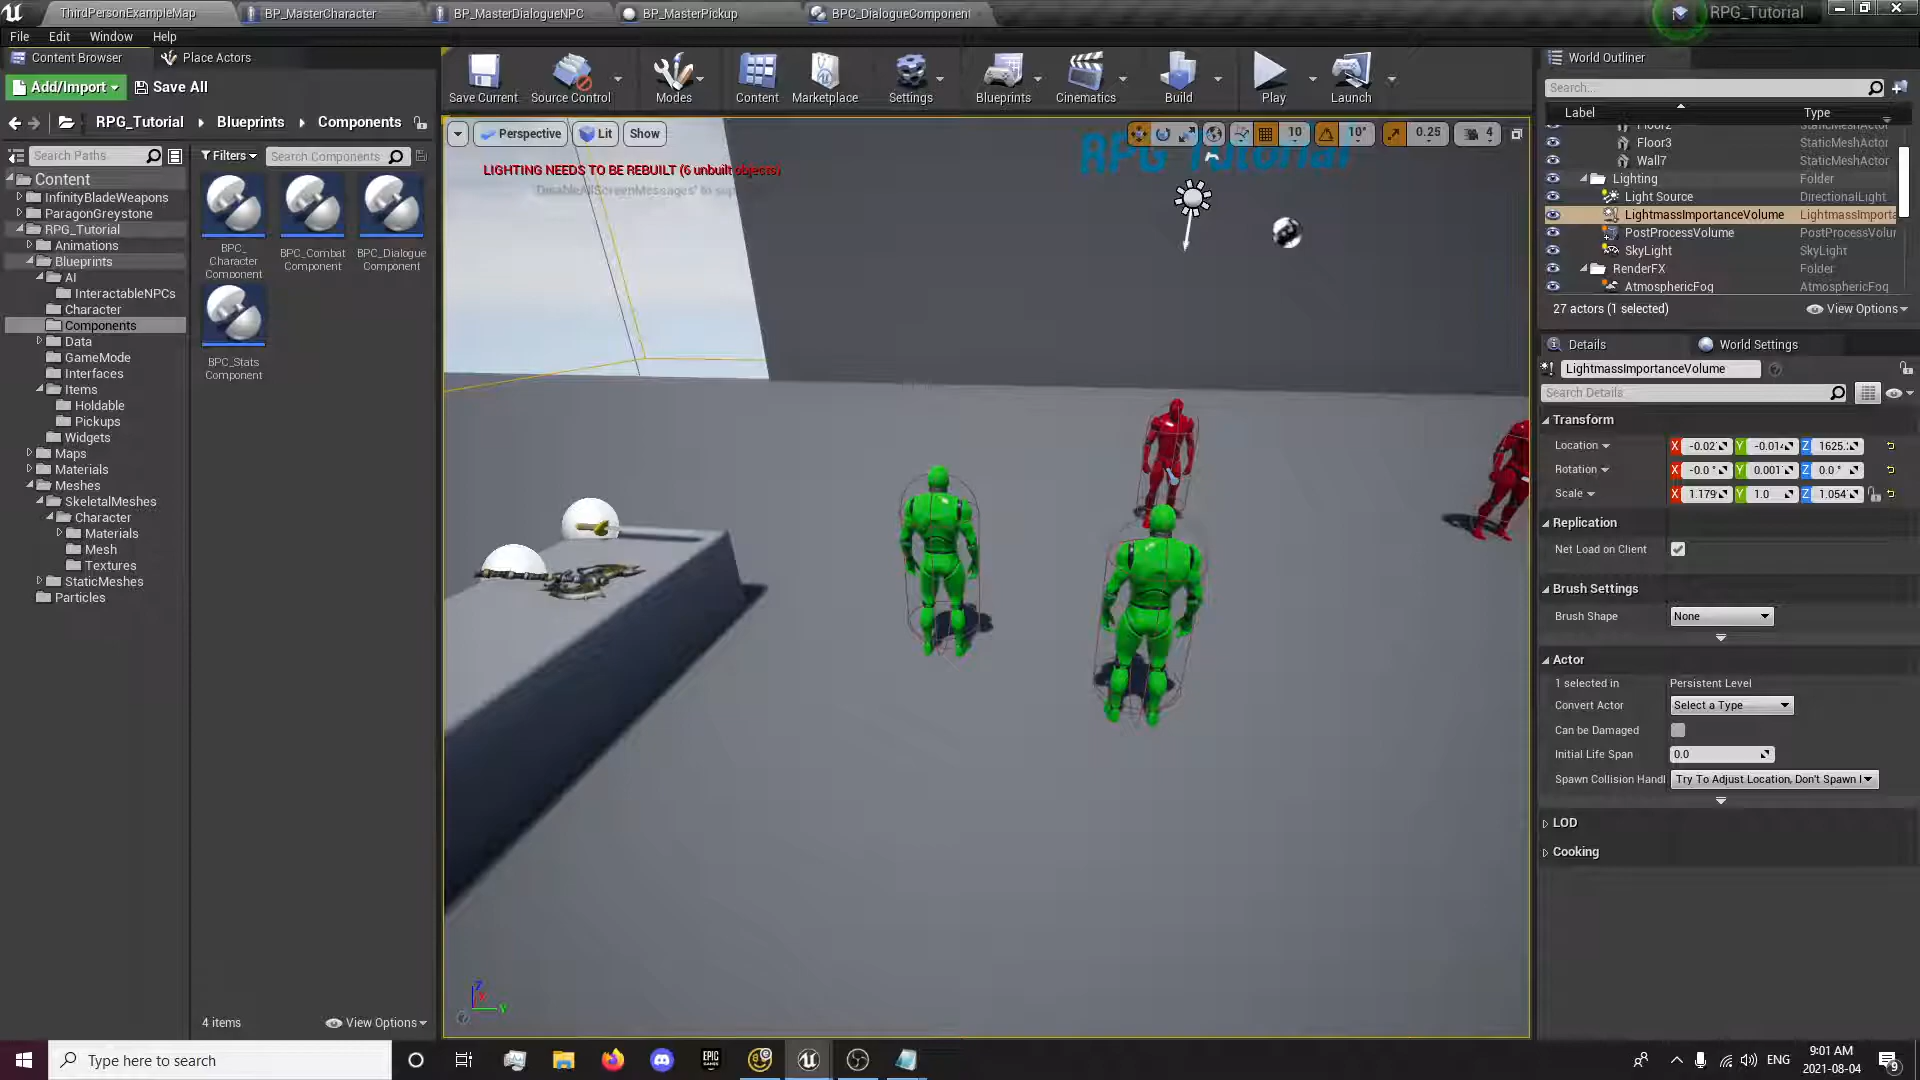 ThirdPersonExampleMap BP_MasterCharacter BP_MasterDialogueNPC BP_MasterPickup BPC_DialogueComponent RPG_Tutorial
File Edit Window Help
Content Browser Place Actors
Add/Import Save All
RPG_Tutorial Blueprints Components
Search Paths Filters Search Components
Content
InfinityBladeWeapons
ParagonGreystone
RPG_Tutorial
Animations
Blueprints
AI
InteractableNPCs
Character
Components
Data
GameMode
Interfaces
Items
Holdable
Pickups
Widgets
Maps
Materials
Meshes
SkeletalMeshes
Character
Materials
Mesh
Textures
StaticMeshes
Particles
BPC_
Character
Component
BPC_Combat
Component
BPC_Dialogue
Component
BPC_Stats
Component
4 items View Options
Save Current Source Control Modes Content Marketplace Settings Blueprints Cinematics Build Play Launch
Perspective Lit Show 10 10° 0.25 4
LIGHTING NEEDS TO BE REBUILT (6 unbuilt objects)
RPG Tutorial
Z
X
Y
World Outliner
Search...
Label Type
Floor2 StaticMeshActor
Floor3 StaticMeshActor
Wall7 StaticMeshActor
Lighting Folder
Light Source DirectionalLight
LightmassImportanceVolume LightmassImporta
PostProcessVolume PostProcessVolur
SkyLight SkyLight
RenderFX Folder
AtmosphericFog AtmosphericFog
27 actors (1 selected) View Options
Details World Settings
LightmassImportanceVolume
Search Details
Transform
Location X -0.02 Y -0.014 Z 1625.
Rotation X -0.0 ° Y 0.001 Z 0.0 °
Scale X 1.179 Y 1.0 Z 1.054
Replication
Net Load on Client
Brush Settings
Brush Shape None
Actor
1 selected in Persistent Level
Convert Actor Select a Type
Can be Damaged
Initial Life Span 0.0
Spawn Collision Handl Try To Adjust Location, Don't Spawn I
LOD
Cooking
Type here to search
EPIC
GAMES
ENG
9:01 AM
2021-08-04
9